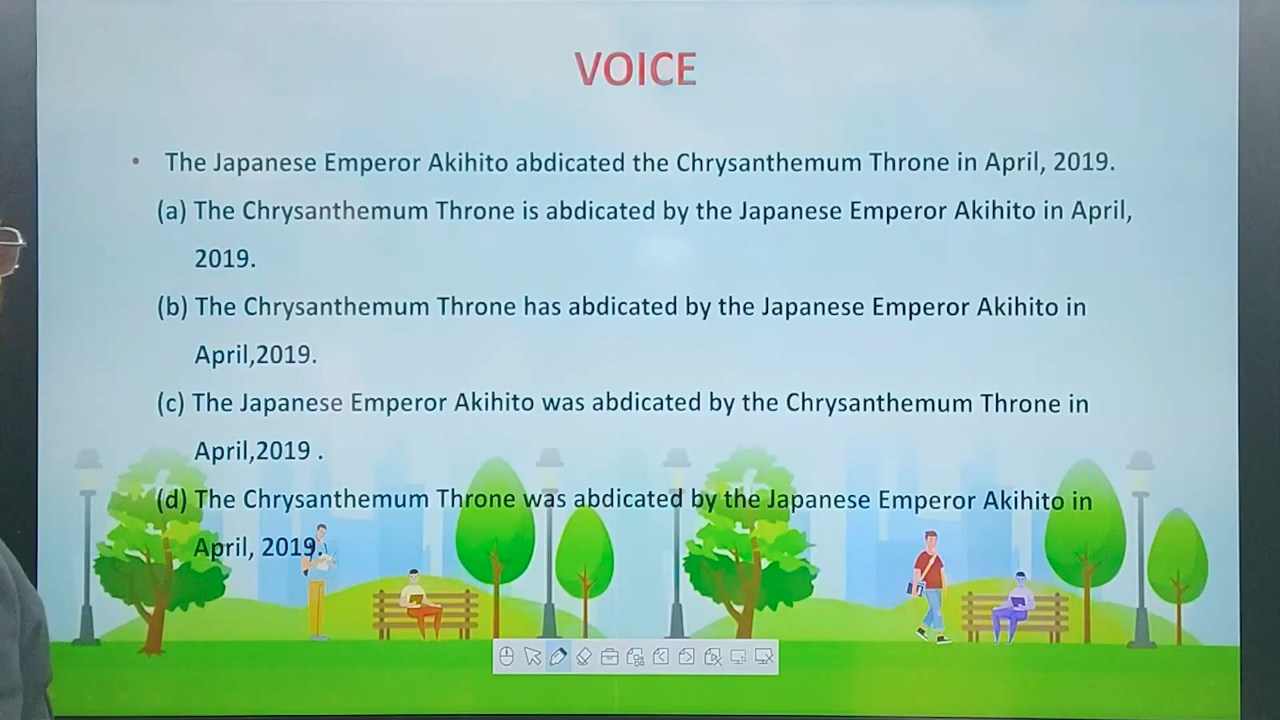 VOICE
• The Japanese Emperor Akihito abdicated the Chrysanthemum Throne in April, 2019.
(a) The Chrysanthemum Throne is abdicated by the Japanese Emperor Akihito in April,
2019.
(b) The Chrysanthemum Throne has abdicated by the Japanese Emperor Akihito in
April,2019.
(c) The Japanese Emperor Akihito was abdicated by the Chrysanthemum Throne in
April,2019 .
(d) The Chrysanthemum Throne was abdicated by the Japanese Emperor Akihito in
April, 2019.